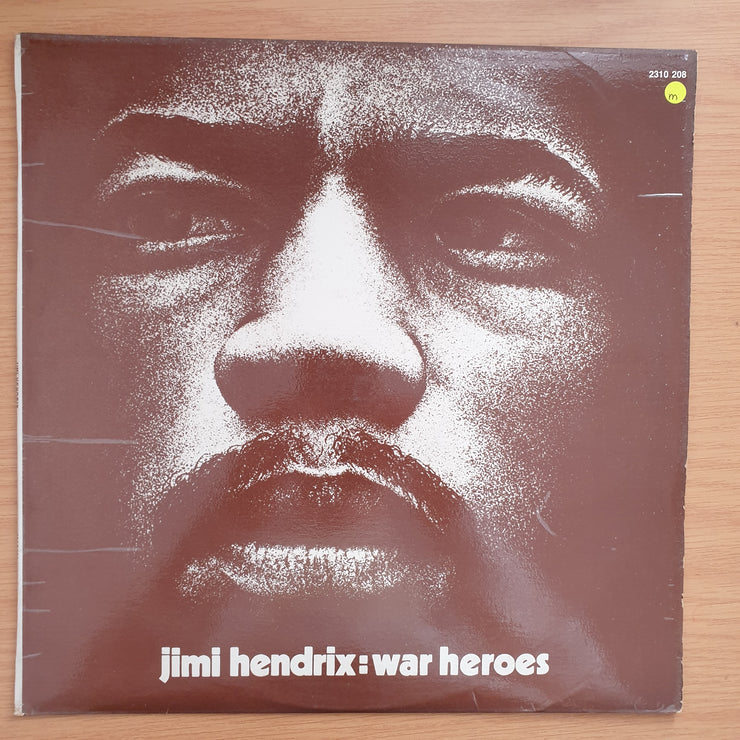 2310 208
m
jimi hendrix: war heroes